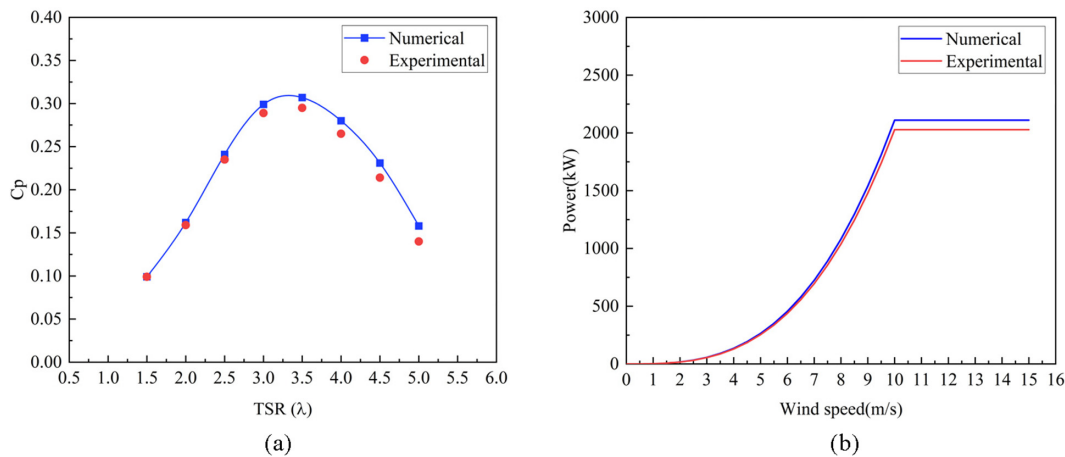 0.40
0.35
0.30
0.25
0.20
0.15
0.10
0.05
0.00
Cp
Numerical
Experimental
0.5 1.0 1.5 2.0 2.5 3.0 3.5 4.0 4.5 5.0 5.5 6.0
TSR (λ)
(a)
3000
2500
2000
1500
1000
500
0
Power(kW)
Numerical
Experimental
0 1 2 3 4 5 6 7 8 9 10 11 12 13 14 15 16
Wind speed(m/s)
(b)